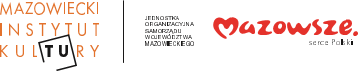 MAZOWIECKI
INSTYTUT
KULTURY
JEDNOSTKA
ORGANIZACYJNA
SAMORZĄDU
WOJEWÓDZTWA
MAZOWIECKIEGO
Mazowsze.
serce Polski